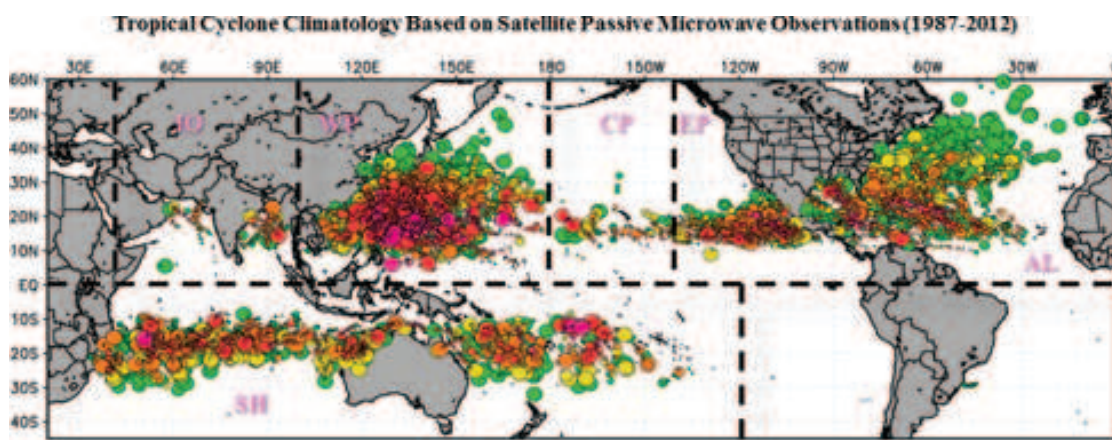 Tropical Cyclone Climatology Based on Satellite Passive Microwave Observations (1987-2012)
30E 60E 90E 120E 150E 180 150W 120W 90W 60W 30W
60N
50N
IO WP CP EP
40N
30N
20N
10N
AL
EQ
10S
20S
30S
SH
40S